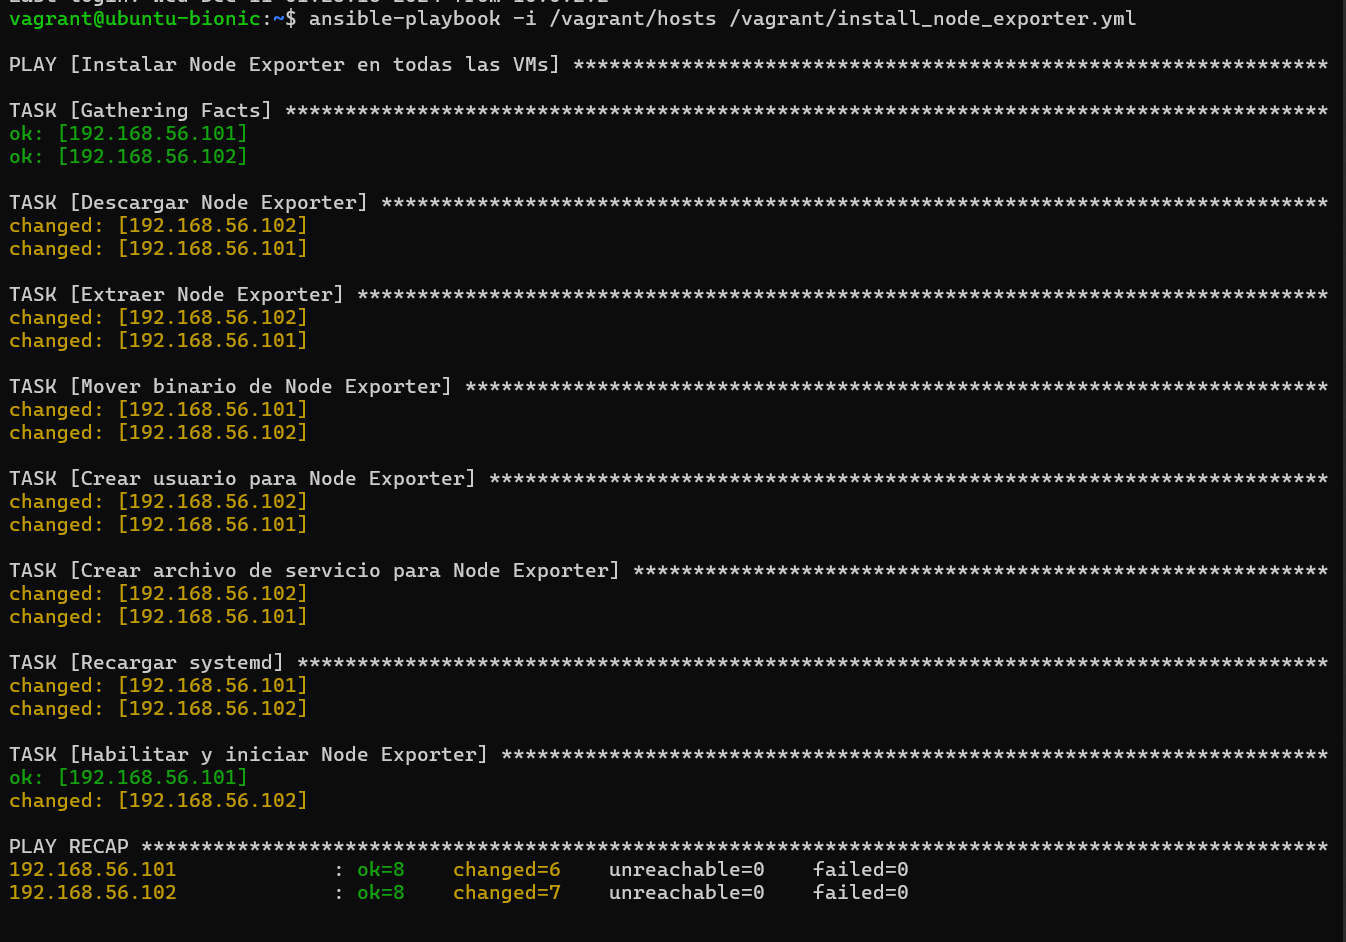 vagrant@ubuntu-bionic:~$ ansible-playbook -i /vagrant/hosts /vagrant/install_node_exporter.yml
PLAY [Instalar Node Exporter en todas las VMs] ***************************************************************
TASK [Gathering Facts] ***************************************************************************************
ok: [192.168.56.101]
ok: [192.168.56.102]
TASK [Descargar Node Exporter] *******************************************************************************
changed: [192.168.56.102]
changed: [192.168.56.101]
TASK [Extraer Node Exporter] *********************************************************************************
changed: [192.168.56.102]
changed: [192.168.56.101]
TASK [Mover binario de Node Exporter] ************************************************************************
changed: [192.168.56.101]
changed: [192.168.56.102]
TASK [Crear usuario para Node Exporter] **********************************************************************
changed: [192.168.56.102]
changed: [192.168.56.101]
TASK [Crear archivo de servicio para Node Exporter] **********************************************************
changed: [192.168.56.102]
changed: [192.168.56.101]
TASK [Recargar systemd] **************************************************************************************
changed: [192.168.56.101]
changed: [192.168.56.102]
TASK [Habilitar y iniciar Node Exporter] *********************************************************************
ok: [192.168.56.101]
changed: [192.168.56.102]
PLAY RECAP ***************************************************************************************************
192.168.56.101             : ok=8    changed=6    unreachable=0    failed=0
192.168.56.102             : ok=8    changed=7    unreachable=0    failed=0